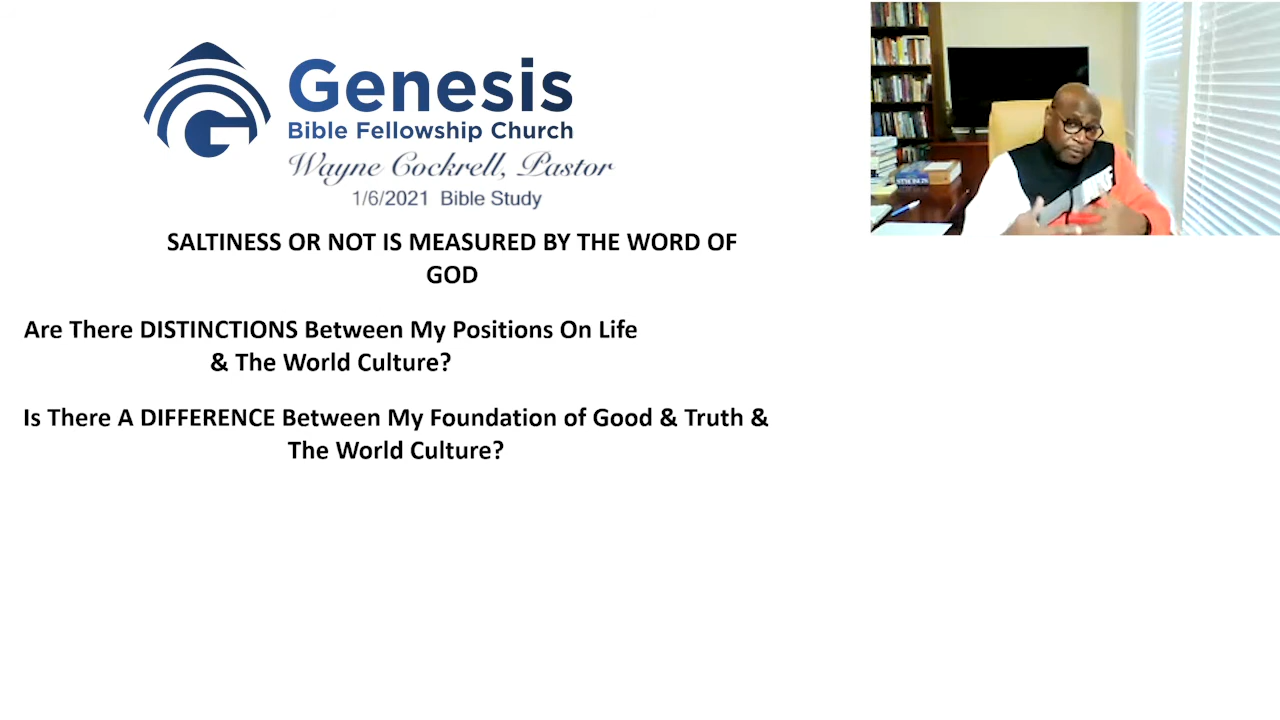 Genesis
Bible Fellowship Church
Wayne Cockrell, Pastor
1/6/2021 Bible Study
SALTINESS OR NOT IS MEASURED BY THE WORD OF
GOD
Are There DISTINCTIONS Between My Positions On Life
& The World Culture?
Is There A DIFFERENCE Between My Foundation of Good & Truth &
The World Culture?